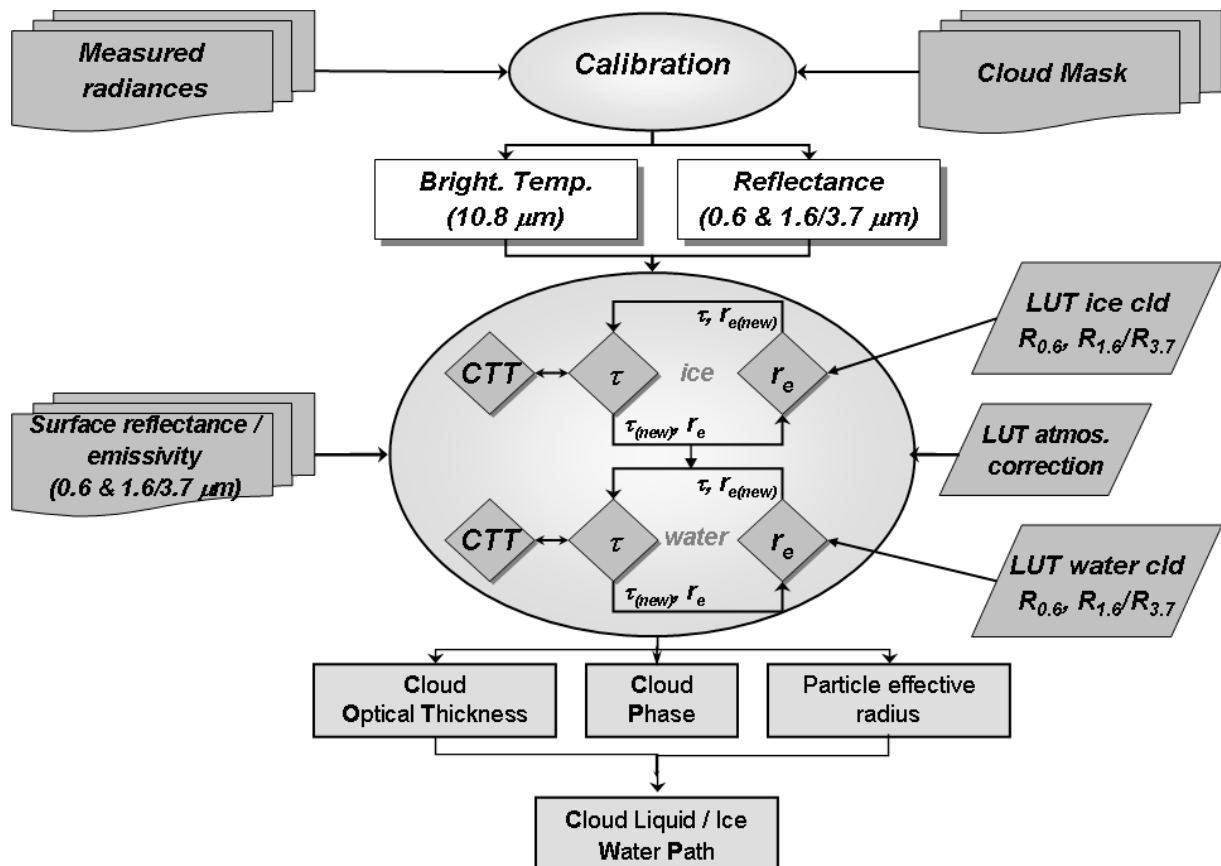 Measured
radiances
Calibration
Cloud Mask
Bright. Temp.
(10.8 μm)
Reflectance
(0.6 & 1.6/3.7 μm)
LUT ice cld
R0.6, R1.6/R3.7
τ, re(new)
CTT
τ
ice
re
τ(new), re
Surface reflectance /
emissivity
(0.6 & 1.6/3.7 μm)
LUT atmos.
correction
τ, re(new)
CTT
τ
water
re
τ(new), re
LUT water cld
R0.6, R1.6/R3.7
Cloud
Optical Thickness
Cloud
Phase
Particle effective
radius
Cloud Liquid / Ice
Water Path